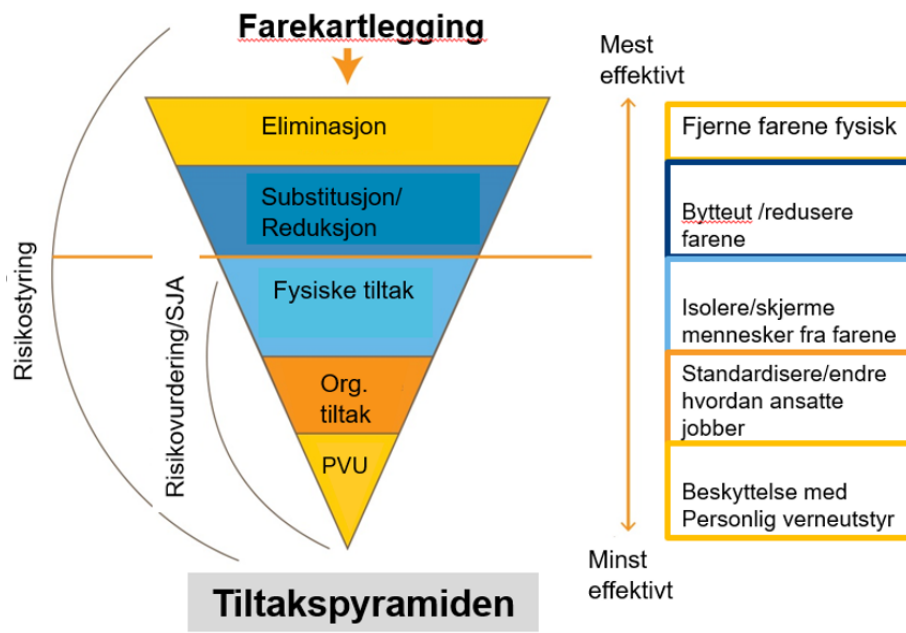 Farekartlegging
Mest
effektivt
Eliminasjon
Fjerne farene fysisk
Substitusjon/
Reduksjon
Bytteut /redusere
farene
Fysiske tiltak
Isolere/skjerme
mennesker fra farene
Risikostyring
Risikovurdering/SJA
Org.
tiltak
Standardisere/endre
hvordan ansatte
jobber
PVU
Beskyttelse med
Personlig verneutstyr
Minst
effektivt
Tiltakspyramiden